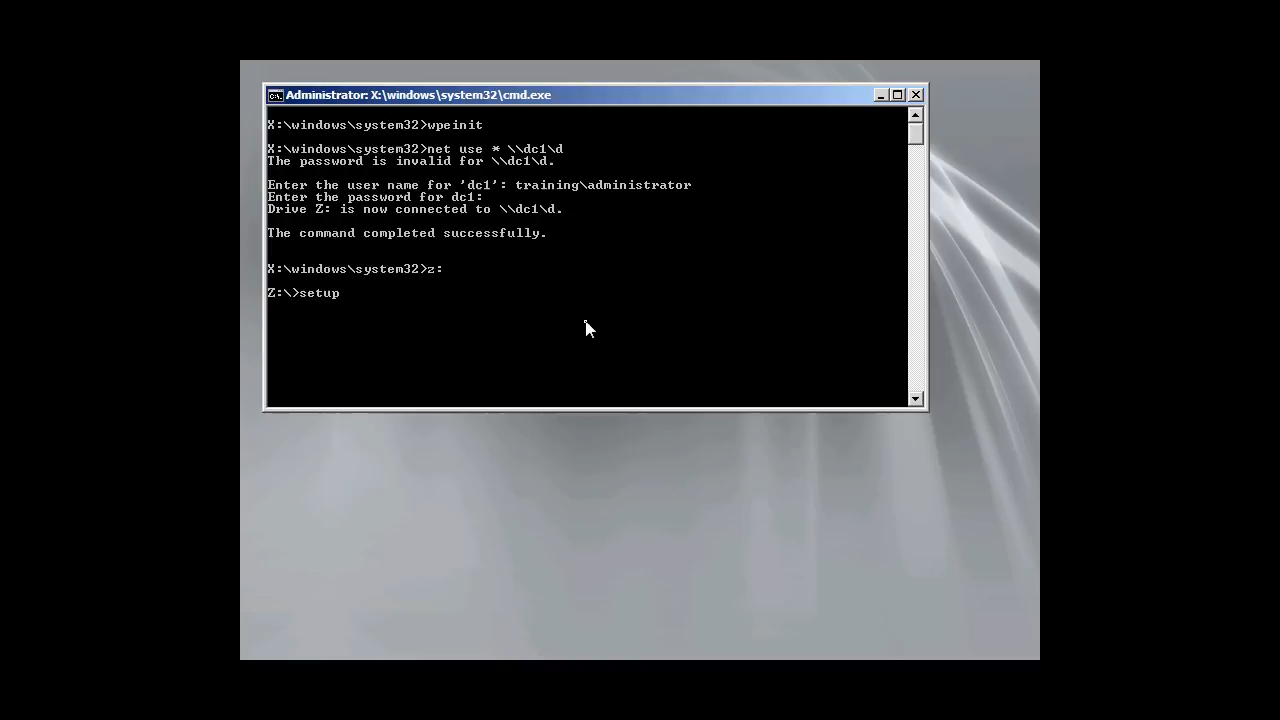 Administrator: X:\windows\system32\cmd.exe
X:\windows\system32>wpeinit
X:\windows\system32>net use * \\dc1\d
The password is invalid for \\dc1\d.
Enter the user name for 'dc1': training\administrator
Enter the password for dc1:
Drive Z: is now connected to \\dc1\d.
The command completed successfully.
X:\windows\system32>z:
Z:\>setup